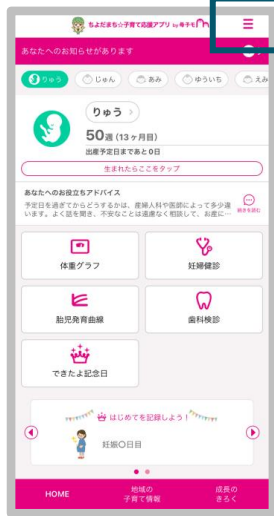 ちよだまち☆子育て応援アプリ by 母子モ
あなたへのお知らせがあります
りゅう じゅん あみ ゆういち えみ
りゅう
50週(13ヶ月目)
出産予定日まであと0日
生まれたらここをタップ
あなたへのお役立ちアドバイス
予定日を過ぎてからどうするかは、産婦人科や医師によって多少違
います。よく話を聞き、不安なことは遠慮なく相談して、お産に…
続きを読む
体重グラフ 妊婦健診
胎児発育曲線 歯科検診
できたよ記念日
はじめてを記録しよう!
妊娠〇日目
HOME 地域の 成長の
子育て情報 きろく